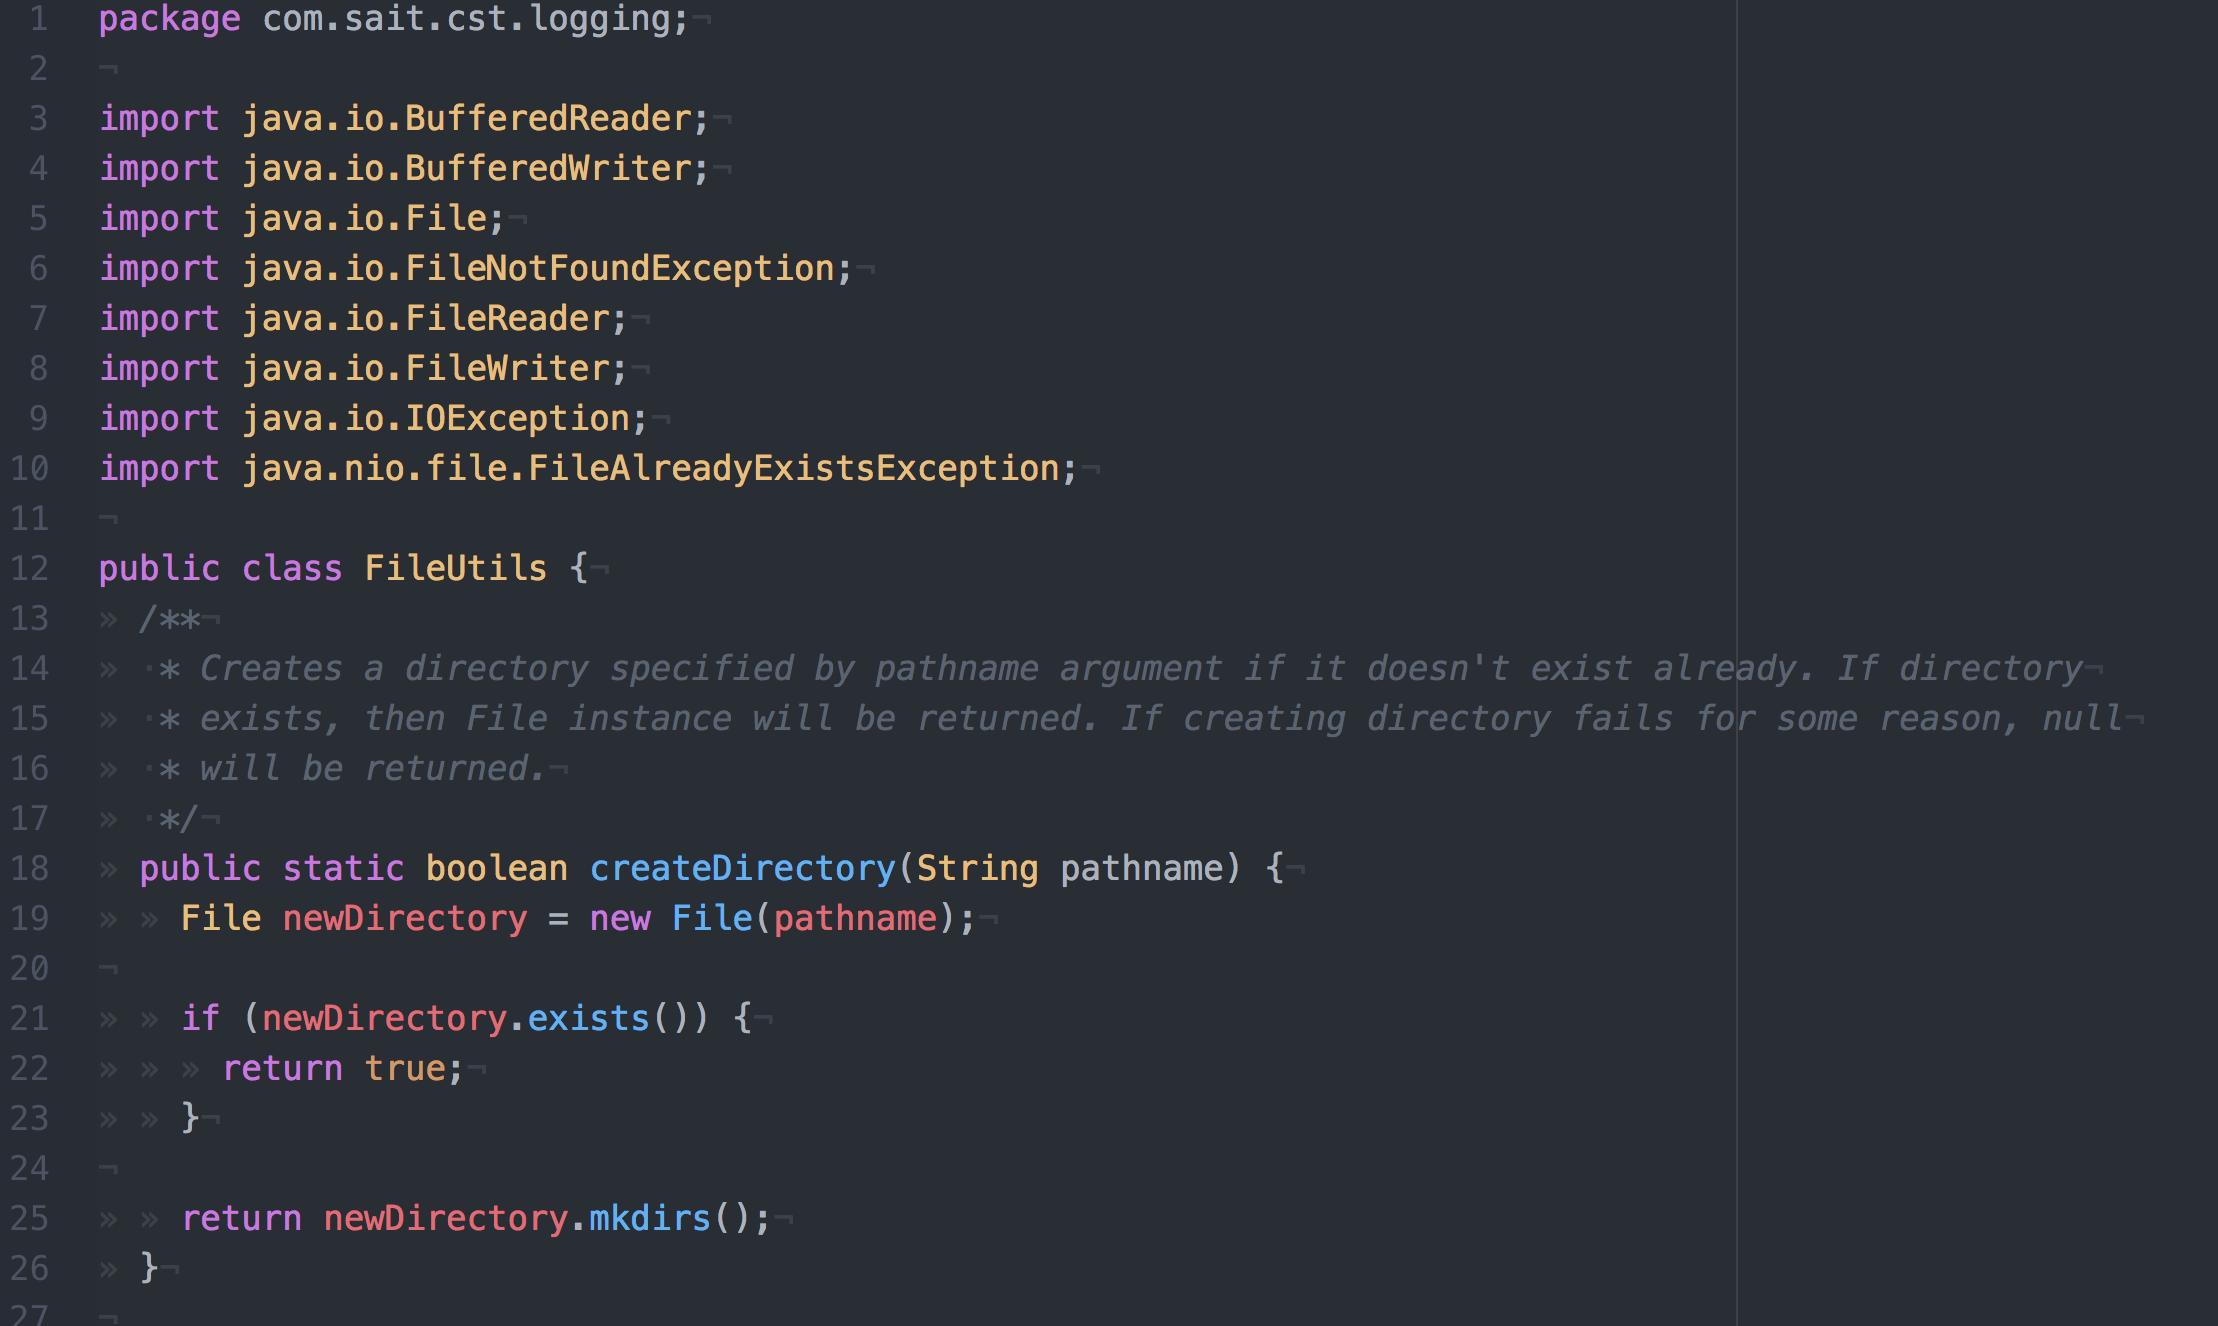 1 package com.sait.cst.logging;¬
2 ¬
3 import java.io.BufferedReader;¬
4 import java.io.BufferedWriter;¬
5 import java.io.File;¬
6 import java.io.FileNotFoundException;¬
7 import java.io.FileReader;¬
8 import java.io.FileWriter;¬
9 import java.io.IOException;¬
10 import java.nio.file.FileAlreadyExistsException;¬
11 ¬
12 public class FileUtils {¬
13 » /**¬
14 » ·* Creates a directory specified by pathname argument if it doesn't exist already. If directory¬
15 » ·* exists, then File instance will be returned. If creating directory fails for some reason, null¬
16 » ·* will be returned.¬
17 » ·*/¬
18 » public static boolean createDirectory(String pathname) {¬
19 » » File newDirectory = new File(pathname);¬
20 ¬
21 » » if (newDirectory.exists()) {¬
22 » » » return true;¬
23 » » }¬
24 ¬
25 » » return newDirectory.mkdirs();¬
26 » }¬
27 ¬